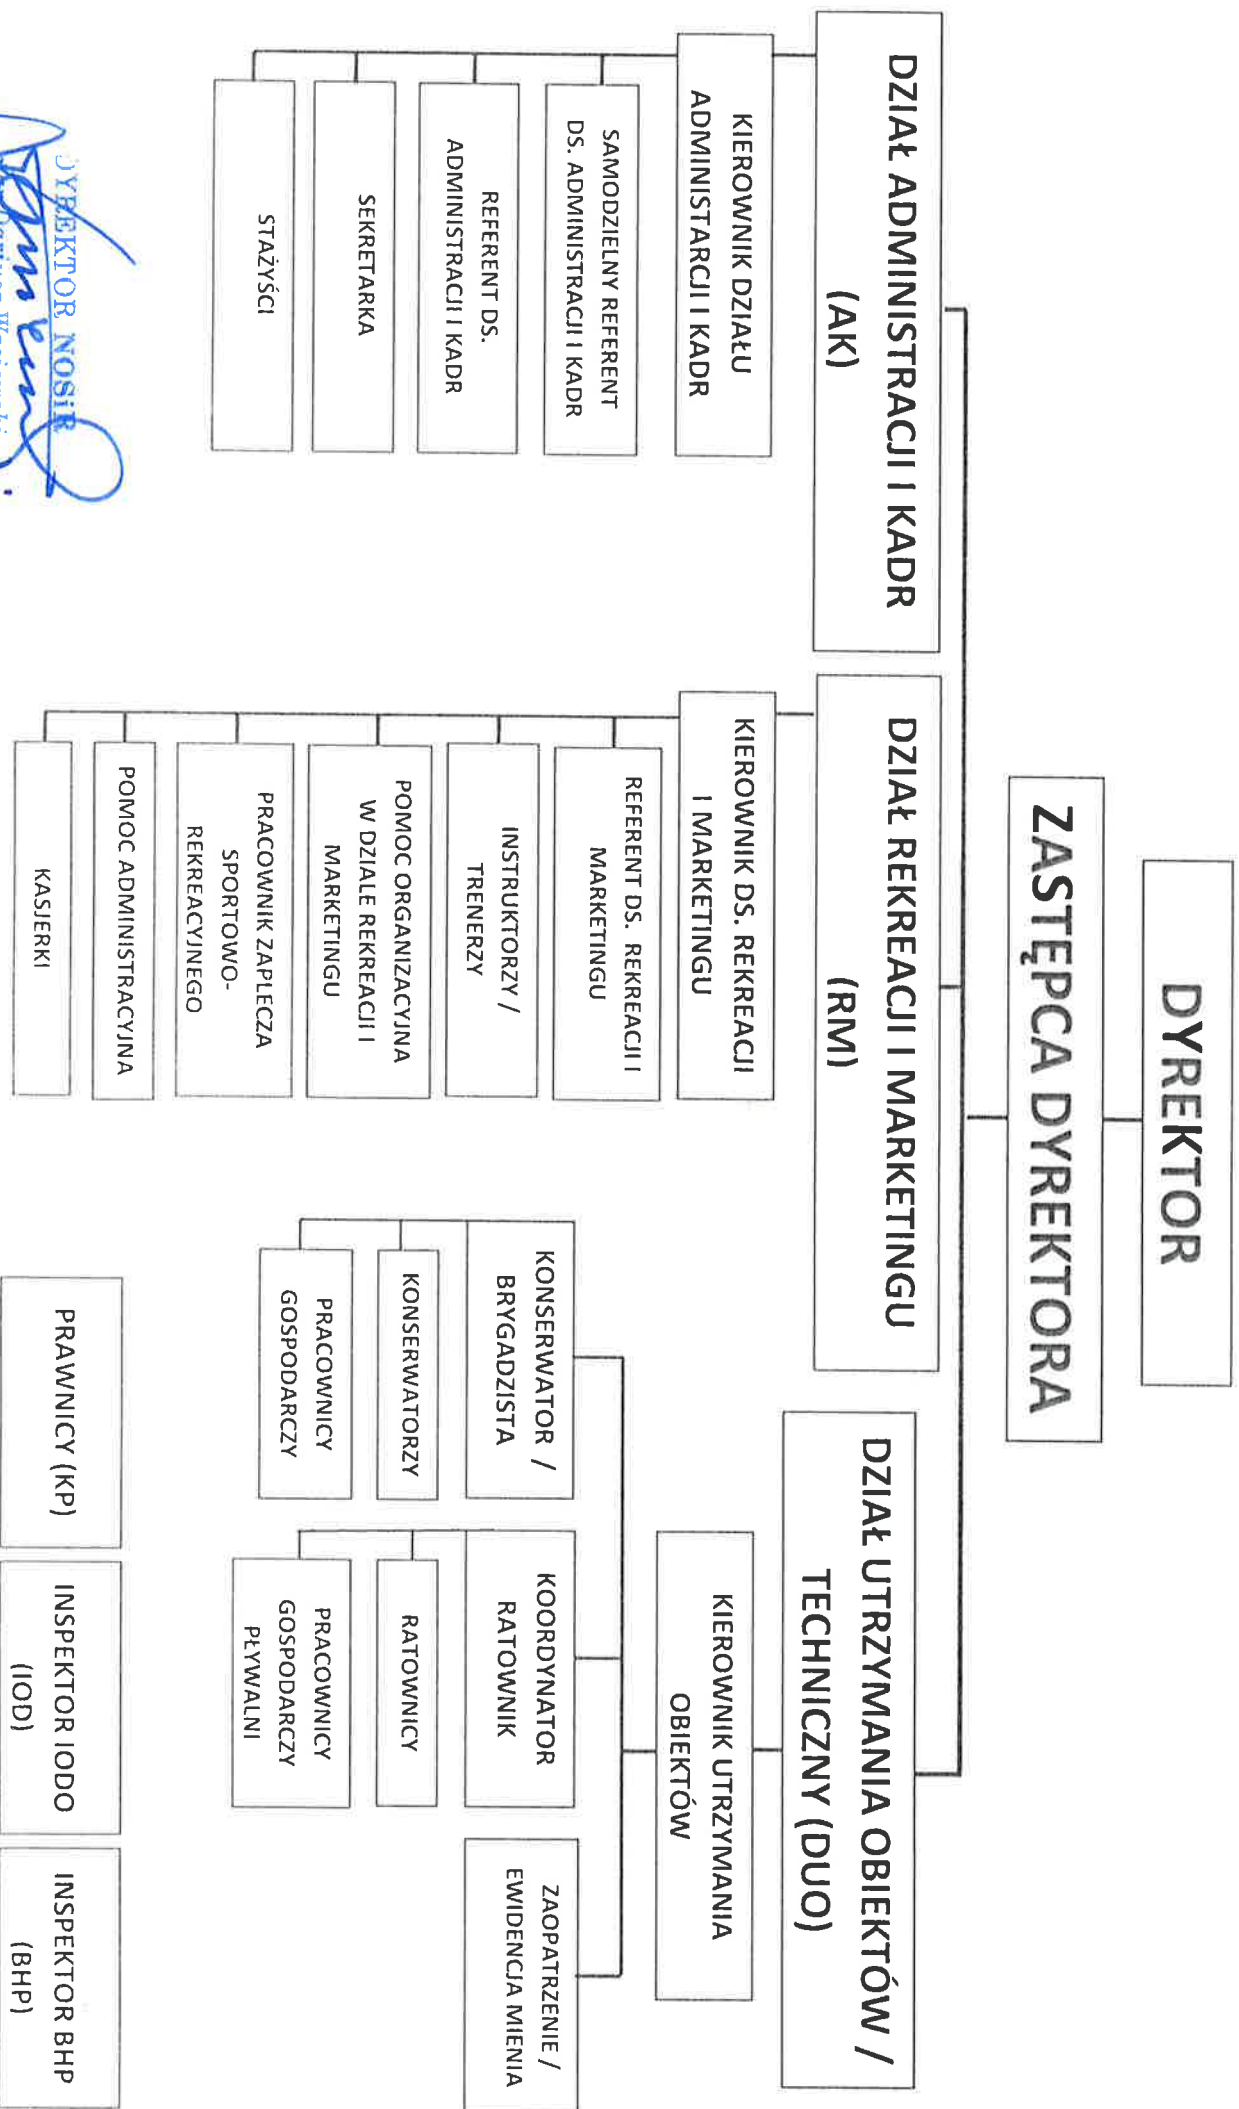 DYREKTOR
ZASTĘPCA DYREKTORA
DZIAŁ ADMINISTRACJI I KADR
(AK)
KIEROWNIK DZIAŁU
ADMINISTARCJI I KADR
SAMODZIELNY REFERENT
DS. ADMINISTRACJI I KADR
REFERENT DS.
ADMINISTRACJI I KADR
SEKRETARKA
STAŻYŚCI
DZIAŁ REKREACJI I MARKETINGU
(RM)
KIEROWNIK DS. REKREACJI
I MARKETINGU
REFERENT DS. REKREACJI I
MARKETINGU
INSTRUKTORZY /
TRENERZY
POMOC ORGANIZACYJNA
W DZIALE REKREACJI I
MARKETINGU
PRACOWNIK ZAPLECZA
SPORTOWO-
REKREACYJNEGO
POMOC ADMINISTRACYJNA
KASJERKI
DZIAŁ UTRZYMANIA OBIEKTÓW /
TECHNICZNY (DUO)
KIEROWNIK UTRZYMANIA
OBIEKTÓW
KONSERWATOR /
BRYGADZISTA
KONSERWATORZY
PRACOWNICY
GOSPODARCZY
KOORDYNATOR
RATOWNIK
RATOWNICY
PRACOWNICY
GOSPODARCZY
PŁYWALNI
ZAOPATRZENIE /
EWIDENCJA MIENIA
PRAWNICY (KP)
INSPEKTOR IODO
(IOD)
INSPEKTOR BHP
(BHP)
DYREKTOR NOSiR